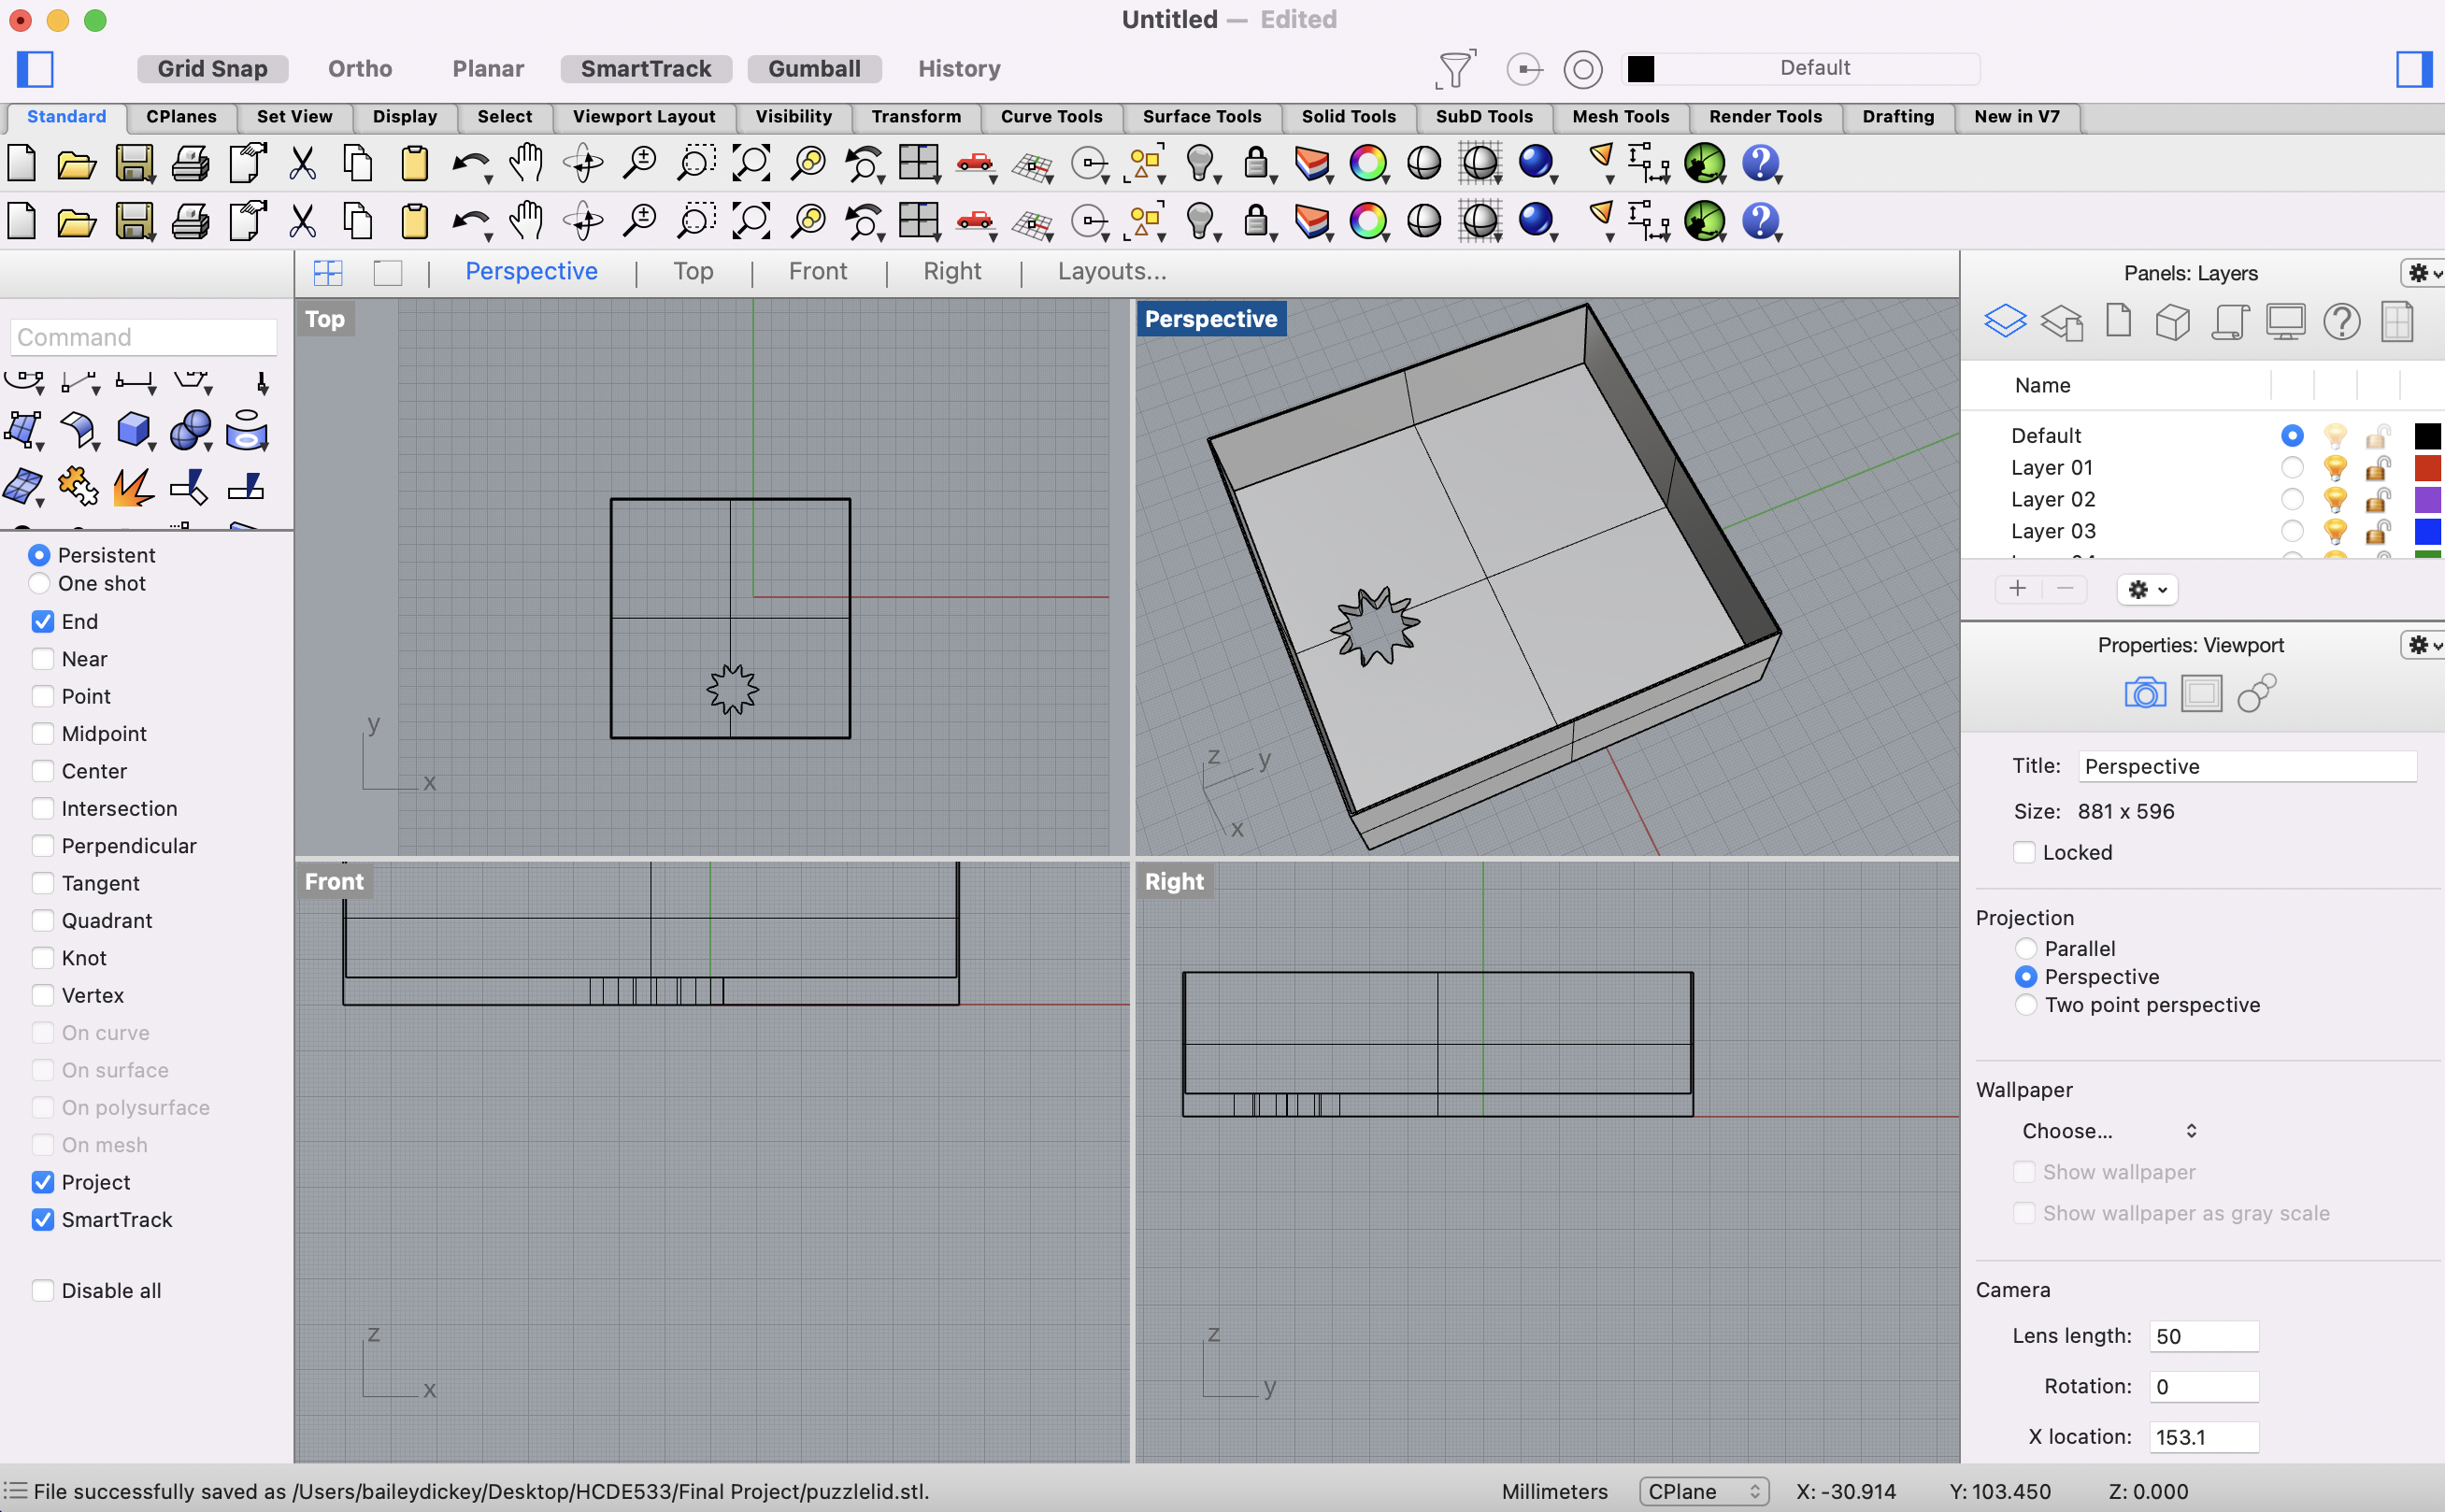 Untitled — Edited
Grid Snap Ortho Planar SmartTrack Gumball History Default
Standard CPlanes Set View Display Select Viewport Layout Visibility Transform Curve Tools Surface Tools Solid Tools SubD Tools Mesh Tools Render Tools Drafting New in V7
Perspective Top Front Right Layouts...
Command
Persistent
One shot
End
Near
Point
Midpoint
Center
Intersection
Perpendicular
Tangent
Quadrant
Knot
Vertex
On curve
On surface
On polysurface
On mesh
Project
SmartTrack
Disable all
Top
y
x
Perspective
z
y
x
Front
z
x
Right
z
y
Panels: Layers
Name
Default
Layer 01
Layer 02
Layer 03
Properties: Viewport
Title: Perspective
Size: 881 x 596
Locked
Projection
Parallel
Perspective
Two point perspective
Wallpaper
Choose...
Show wallpaper
Show wallpaper as gray scale
Camera
Lens length: 50
Rotation: 0
X location: 153.1
File successfully saved as /Users/baileydickey/Desktop/HCDE533/Final Project/puzzlelid.stl. Millimeters CPlane X: -30.914 Y: 103.450 Z: 0.000